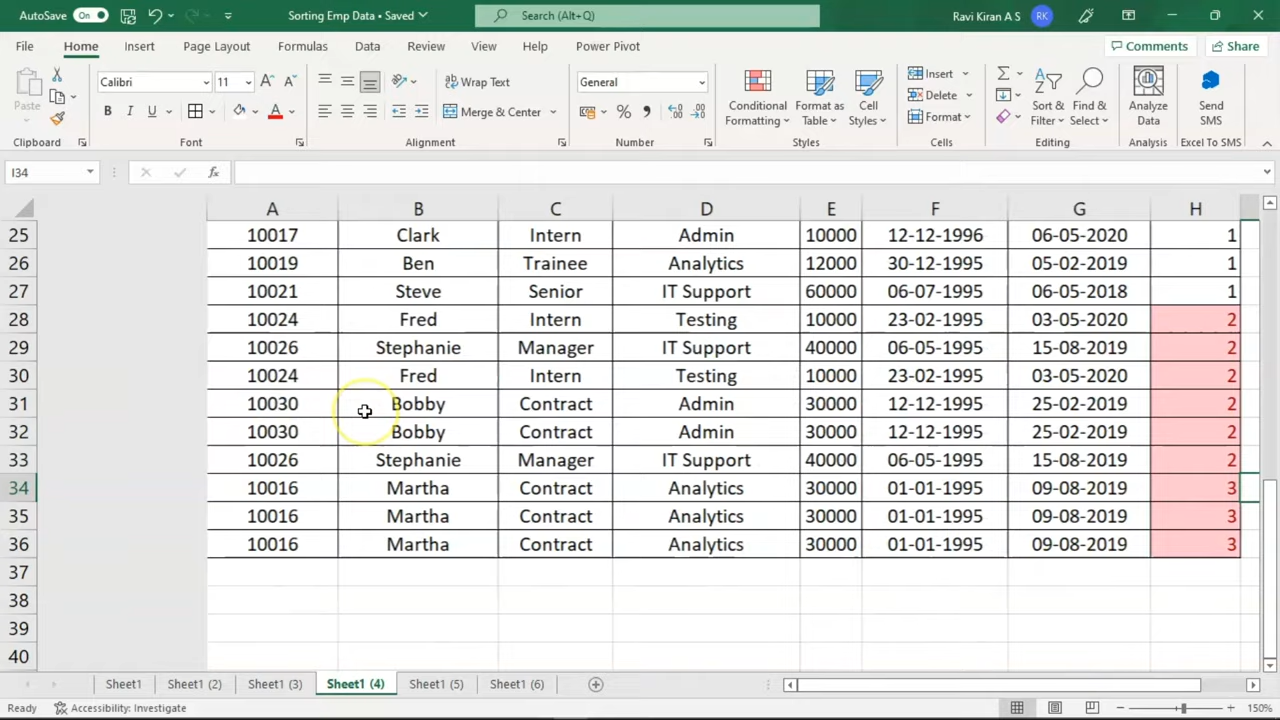 AutoSave On Sorting Emp Data • Saved Search (Alt+Q) Ravi Kiran A S RK
File Home Insert Page Layout Formulas Data Review View Help Power Pivot Comments Share
Calibri 11 A A Wrap Text General Insert Σ
Paste B I U A Merge & Center % Conditional Formatting Format as Table Cell Styles Delete Format Sort & Filter Find & Select Analyze Data Send SMS
Clipboard Font Alignment Number Styles Cells Editing Analysis Excel To SMS
I34 fx
A B C D E F G H
25 10017 Clark Intern Admin 10000 12-12-1996 06-05-2020 1
26 10019 Ben Trainee Analytics 12000 30-12-1995 05-02-2019 1
27 10021 Steve Senior IT Support 60000 06-07-1995 06-05-2018 1
28 10024 Fred Intern Testing 10000 23-02-1995 03-05-2020 2
29 10026 Stephanie Manager IT Support 40000 06-05-1995 15-08-2019 2
30 10024 Fred Intern Testing 10000 23-02-1995 03-05-2020 2
31 10030 Bobby Contract Admin 30000 12-12-1995 25-02-2019 2
32 10030 Bobby Contract Admin 30000 12-12-1995 25-02-2019 2
33 10026 Stephanie Manager IT Support 40000 06-05-1995 15-08-2019 2
34 10016 Martha Contract Analytics 30000 01-01-1995 09-08-2019 3
35 10016 Martha Contract Analytics 30000 01-01-1995 09-08-2019 3
36 10016 Martha Contract Analytics 30000 01-01-1995 09-08-2019 3
37
38
39
40
Sheet1 Sheet1 (2) Sheet1 (3) Sheet1 (4) Sheet1 (5) Sheet1 (6)
Ready Accessibility: Investigate 150%